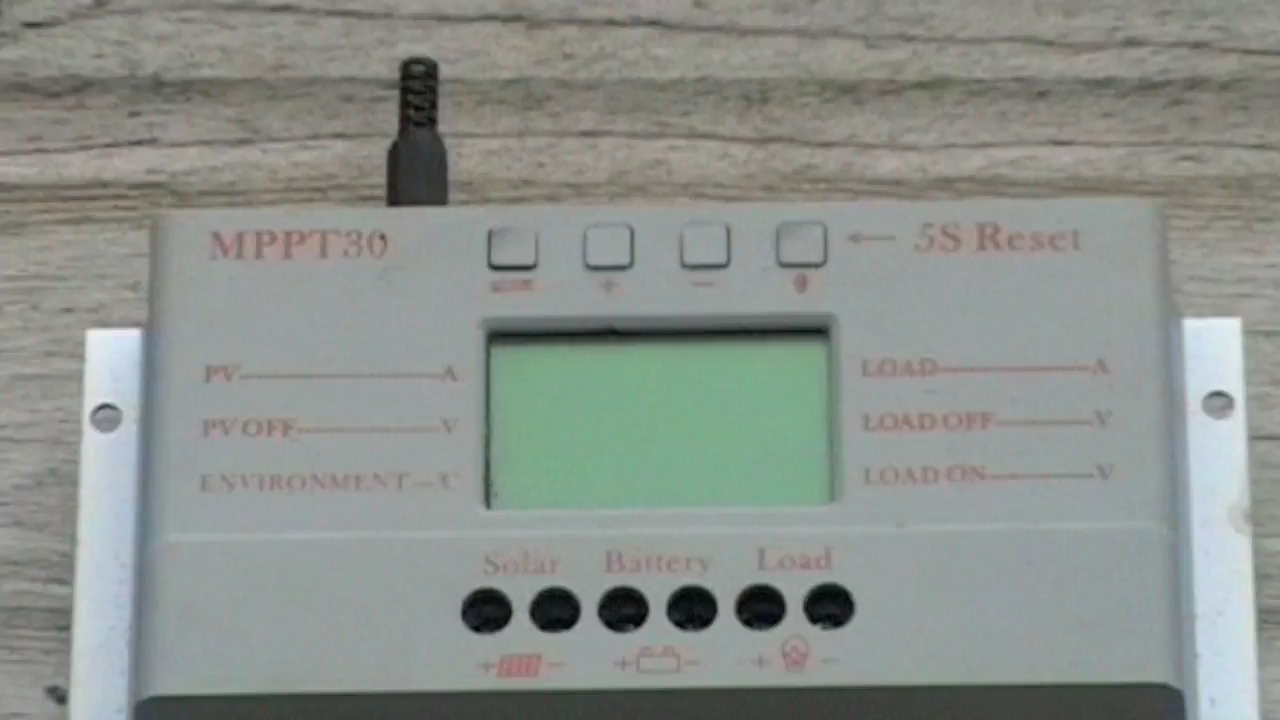 MPPT30
← 5S Reset
+ −
PV A
PV OFF V
ENVIRONMENT
LOAD A
LOAD OFF V
LOAD ON V
Solar Battery Load
+ − + − + −